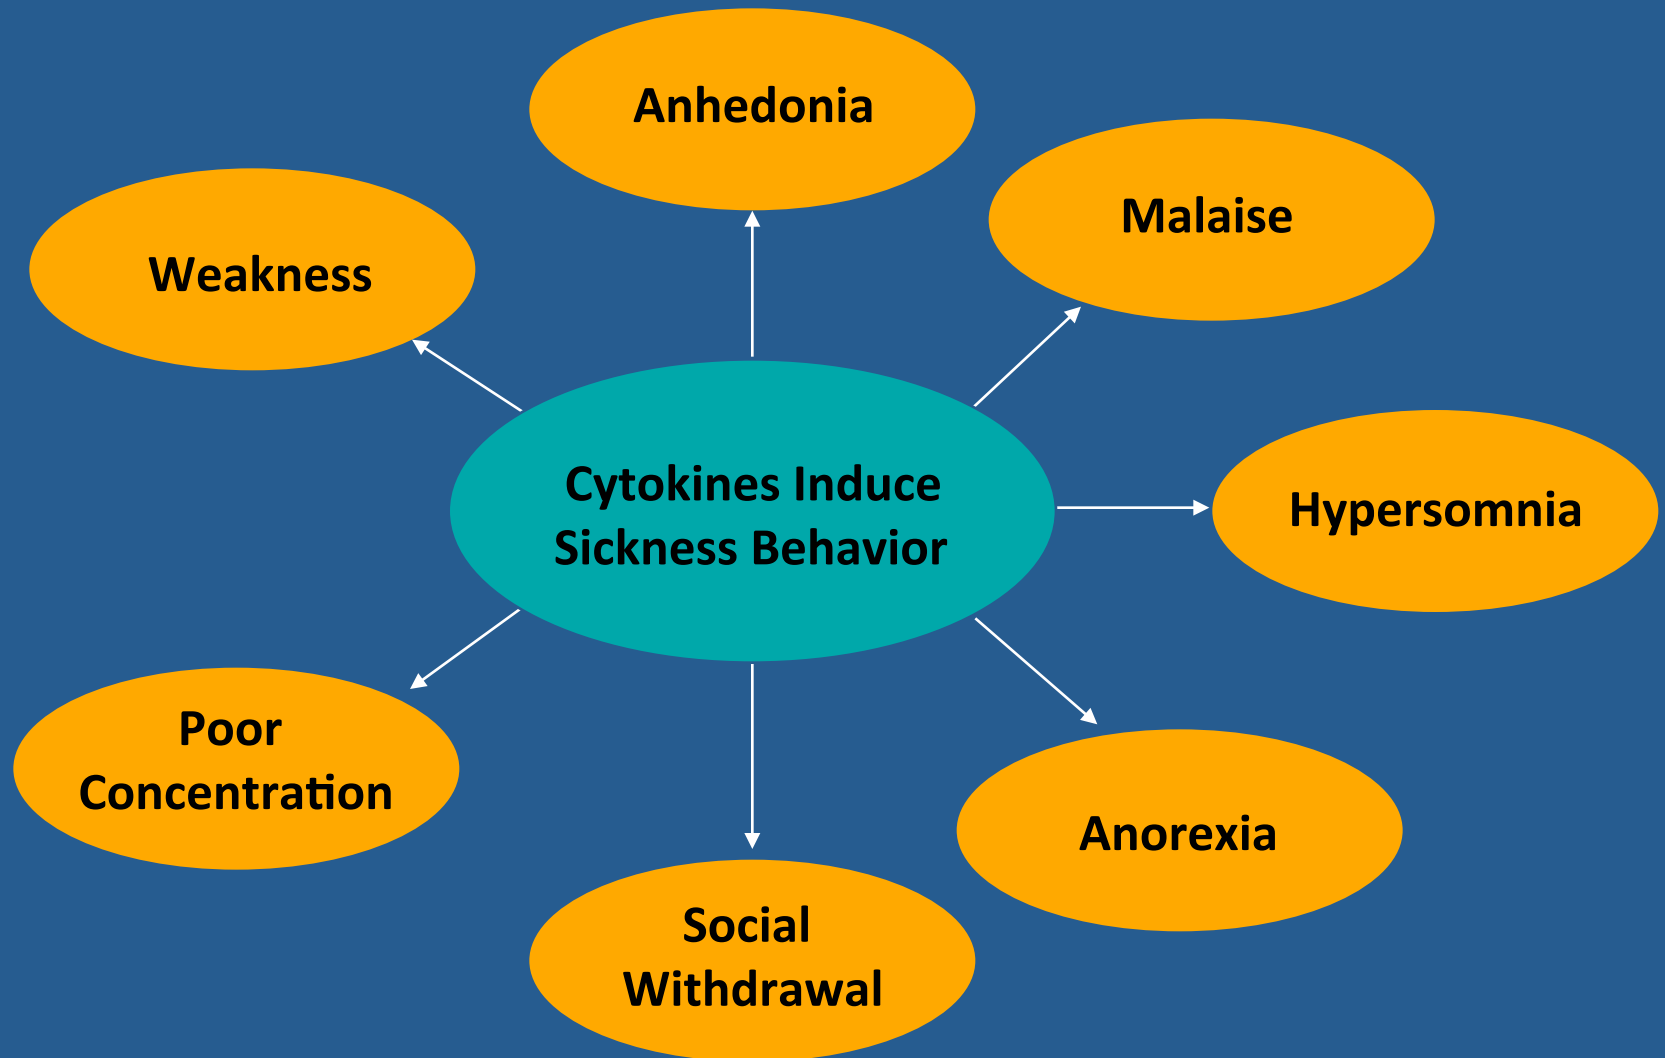 Anhedonia
Malaise
Weakness
Cytokines Induce
Sickness Behavior
Hypersomnia
Poor
Concentration
Anorexia
Social
Withdrawal